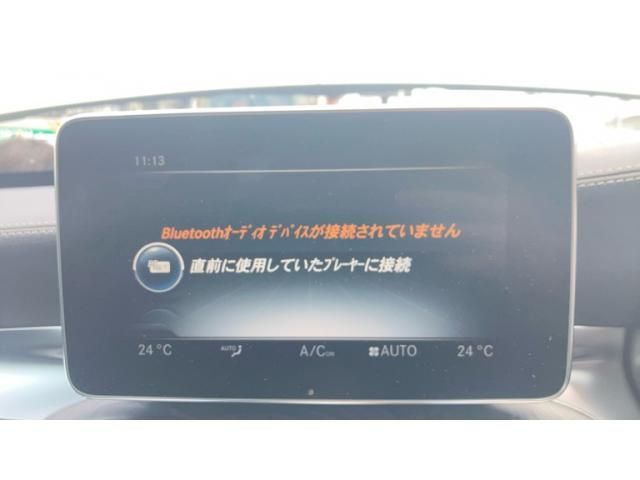 11:13
Bluetoothｵｰﾃﾞｨｵ ﾃﾞﾊﾞｲｽが接続されていません
直前に使用していたﾌﾟﾚｰﾔｰに接続
24°C AUTO A/C ON AUTO 24°C